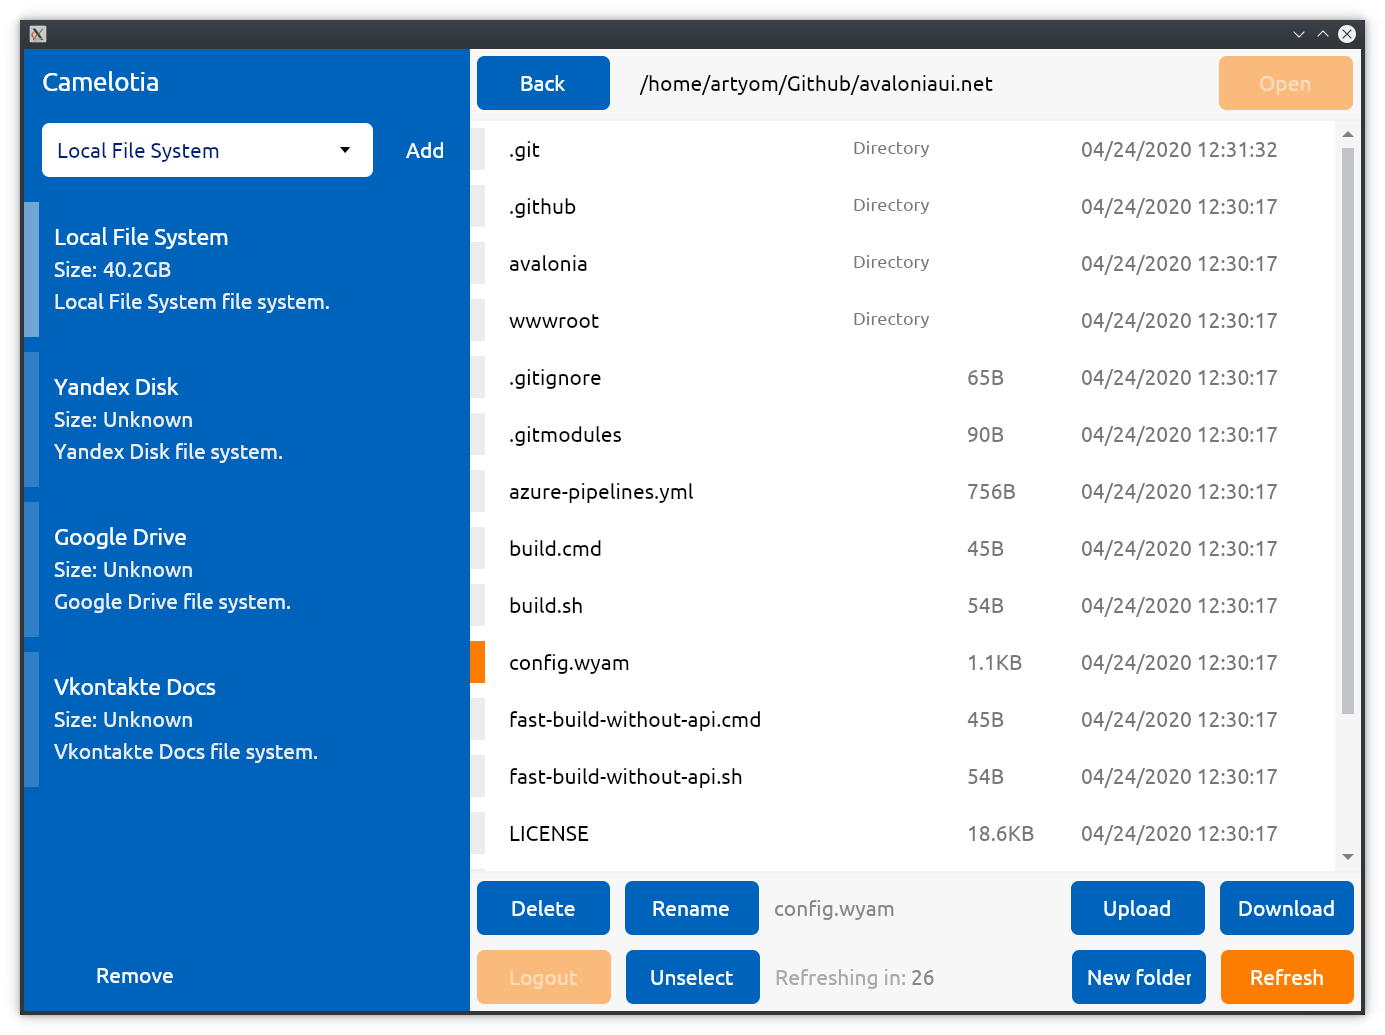 Camelotia
Local File System
Add
Local File System
Size: 40.2GB
Local File System file system.
Yandex Disk
Size: Unknown
Yandex Disk file system.
Google Drive
Size: Unknown
Google Drive file system.
Vkontakte Docs
Size: Unknown
Vkontakte Docs file system.
Remove
Back /home/artyom/Github/avaloniaui.net Open
.git Directory 04/24/2020 12:31:32
.github Directory 04/24/2020 12:30:17
avalonia Directory 04/24/2020 12:30:17
wwwroot Directory 04/24/2020 12:30:17
.gitignore 65B 04/24/2020 12:30:17
.gitmodules 90B 04/24/2020 12:30:17
azure-pipelines.yml 756B 04/24/2020 12:30:17
build.cmd 45B 04/24/2020 12:30:17
build.sh 54B 04/24/2020 12:30:17
config.wyam 1.1KB 04/24/2020 12:30:17
fast-build-without-api.cmd 45B 04/24/2020 12:30:17
fast-build-without-api.sh 54B 04/24/2020 12:30:17
LICENSE 18.6KB 04/24/2020 12:30:17
Delete Rename config.wyam Upload Download
Logout Unselect Refreshing in: 26 New folder Refresh